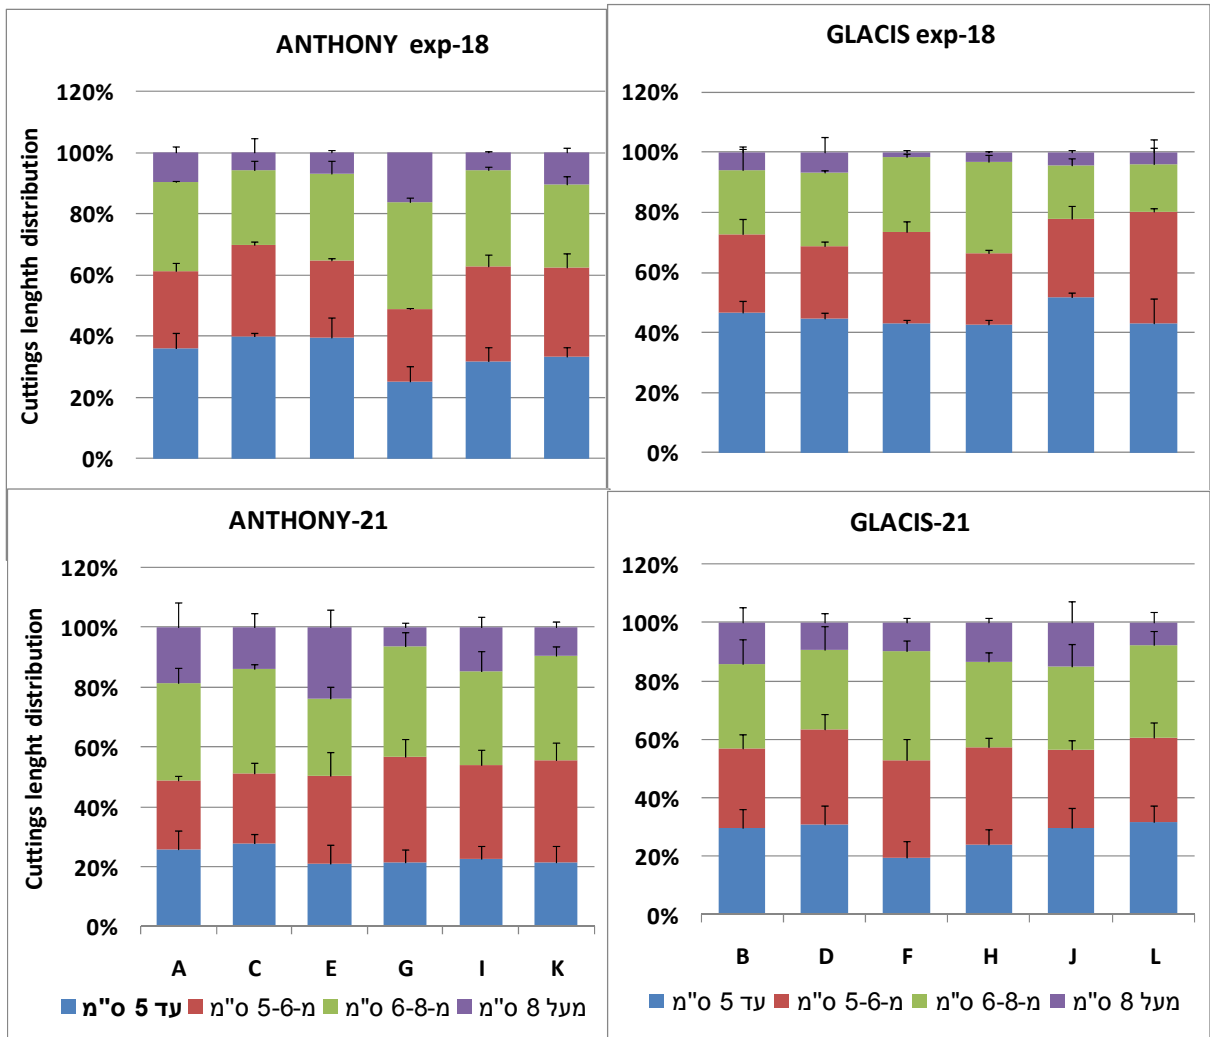 ANTHONY exp-18
Cuttings lenghth distribution
120%
100%
80%
60%
40%
20%
0%
GLACIS exp-18
120%
100%
80%
60%
40%
20%
0%
ANTHONY-21
Cuttings lenght distribution
120%
100%
80%
60%
40%
20%
0%
A C E G I K
עד 5 ס"מ מ-5-6 ס"מ מ-6-8 ס"מ מעל 8 ס"מ
GLACIS-21
120%
100%
80%
60%
40%
20%
0%
B D F H J L
עד 5 ס"מ מ-5-6 ס"מ מ-6-8 ס"מ מעל 8 ס"מ